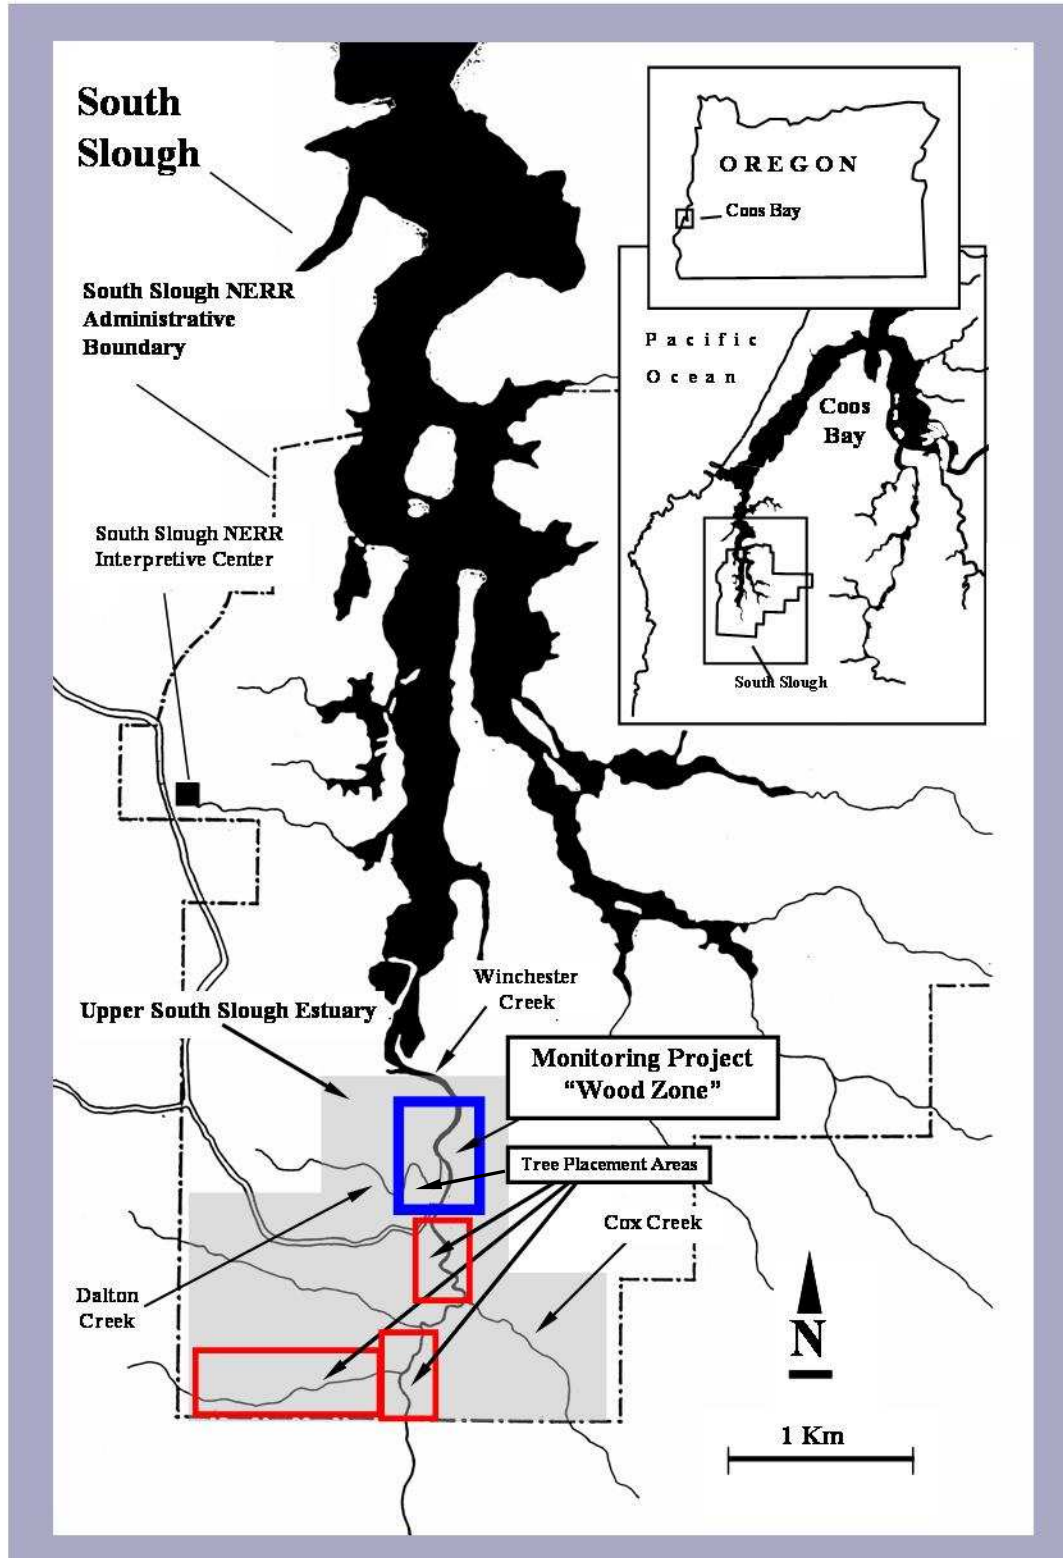 South
Slough
OREGON
Coos Bay
South Slough NERR
Administrative
Boundary
Pacific
Ocean
Coos
Bay
South Slough NERR
Interpretive Center
South Slough
Winchester
Creek
Upper South Slough Estuary
Monitoring Project
“Wood Zone”
Tree Placement Areas
Cox Creek
Dalton
Creek
N
1 Km